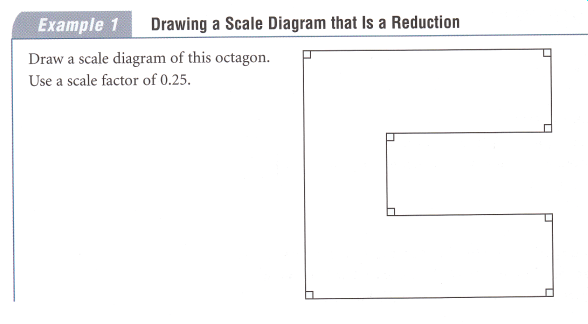 Example 1 Drawing a Scale Diagram that Is a Reduction
Draw a scale diagram of this octagon.
Use a scale factor of 0.25.